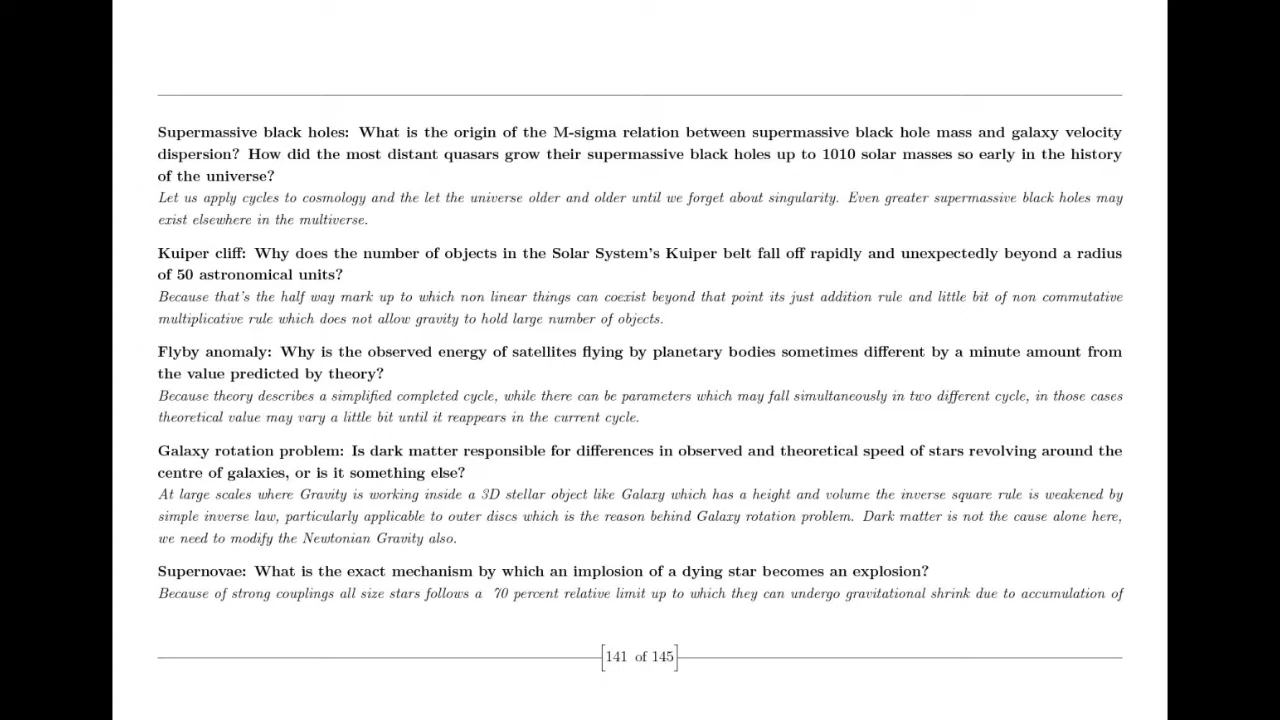 Supermassive black holes: What is the origin of the M-sigma relation between supermassive black hole mass and galaxy velocity
dispersion? How did the most distant quasars grow their supermassive black holes up to 1010 solar masses so early in the history
of the universe?
Let us apply cycles to cosmology and the let the universe older and older until we forget about singularity. Even greater supermassive black holes may
exist elsewhere in the multiverse.
Kuiper cliff: Why does the number of objects in the Solar System's Kuiper belt fall off rapidly and unexpectedly beyond a radius
of 50 astronomical units?
Because that's the half way mark up to which non linear things can coexist beyond that point its just addition rule and little bit of non commutative
multiplicative rule which does not allow gravity to hold large number of objects.
Flyby anomaly: Why is the observed energy of satellites flying by planetary bodies sometimes different by a minute amount from
the value predicted by theory?
Because theory describes a simplified completed cycle, while there can be parameters which may fall simultaneously in two different cycle, in those cases
theoretical value may vary a little bit until it reappears in the current cycle.
Galaxy rotation problem: Is dark matter responsible for differences in observed and theoretical speed of stars revolving around the
centre of galaxies, or is it something else?
At large scales where Gravity is working inside a 3D stellar object like Galaxy which has a height and volume the inverse square rule is weakened by
simple inverse law, particularly applicable to outer discs which is the reason behind Galaxy rotation problem. Dark matter is not the cause alone here,
we need to modify the Newtonian Gravity also.
Supernovae: What is the exact mechanism by which an implosion of a dying star becomes an explosion?
Because of strong couplings all size stars follows a 70 percent relative limit up to which they can undergo gravitational shrink due to accumulation of
141 of 145